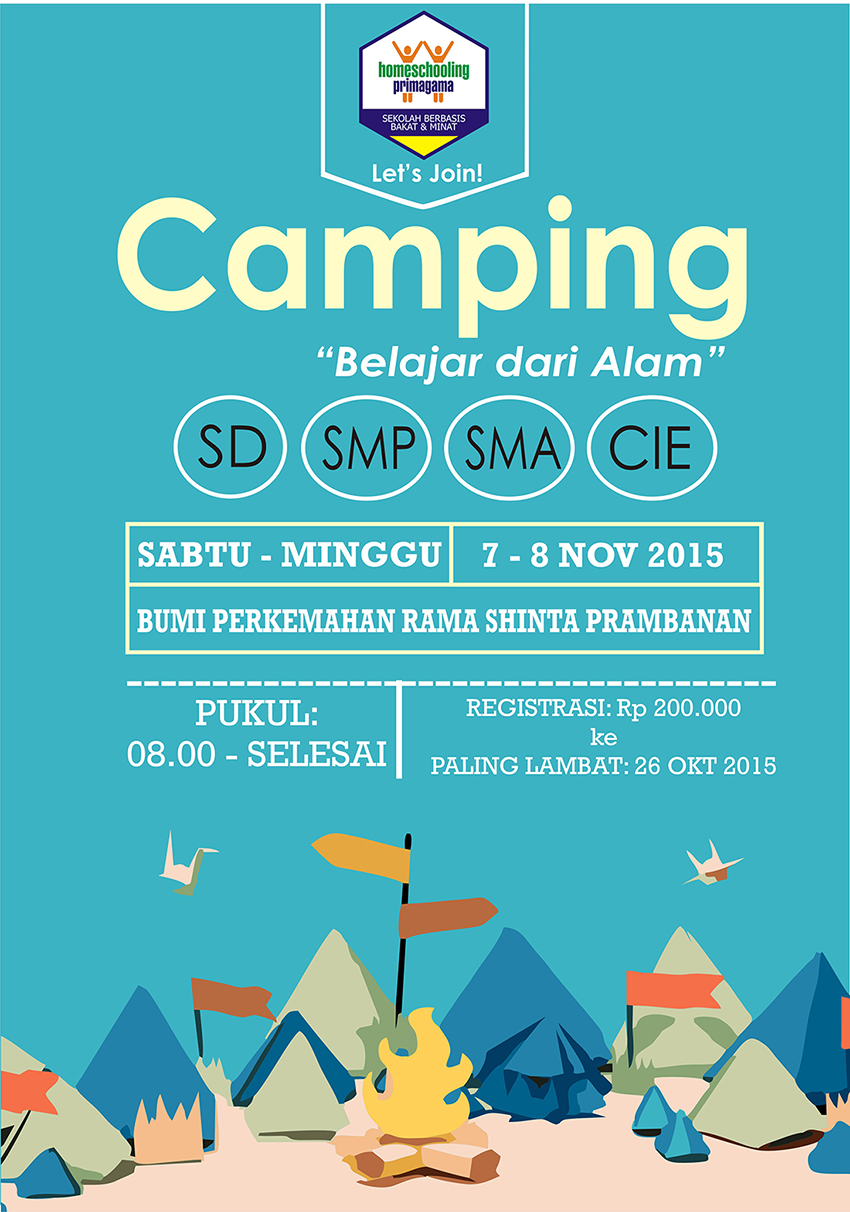 homeschooling
primagama
SEKOLAH BERBASIS
BAKAT & MINAT
Let's Join!
Camping
“Belajar dari Alam”
SD SMP SMA CIE
SABTU - MINGGU 7 - 8 NOV 2015
BUMI PERKEMAHAN RAMA SHINTA PRAMBANAN
PUKUL:
08.00 - SELESAI
REGISTRASI: Rp 200.000
ke
PALING LAMBAT: 26 OKT 2015